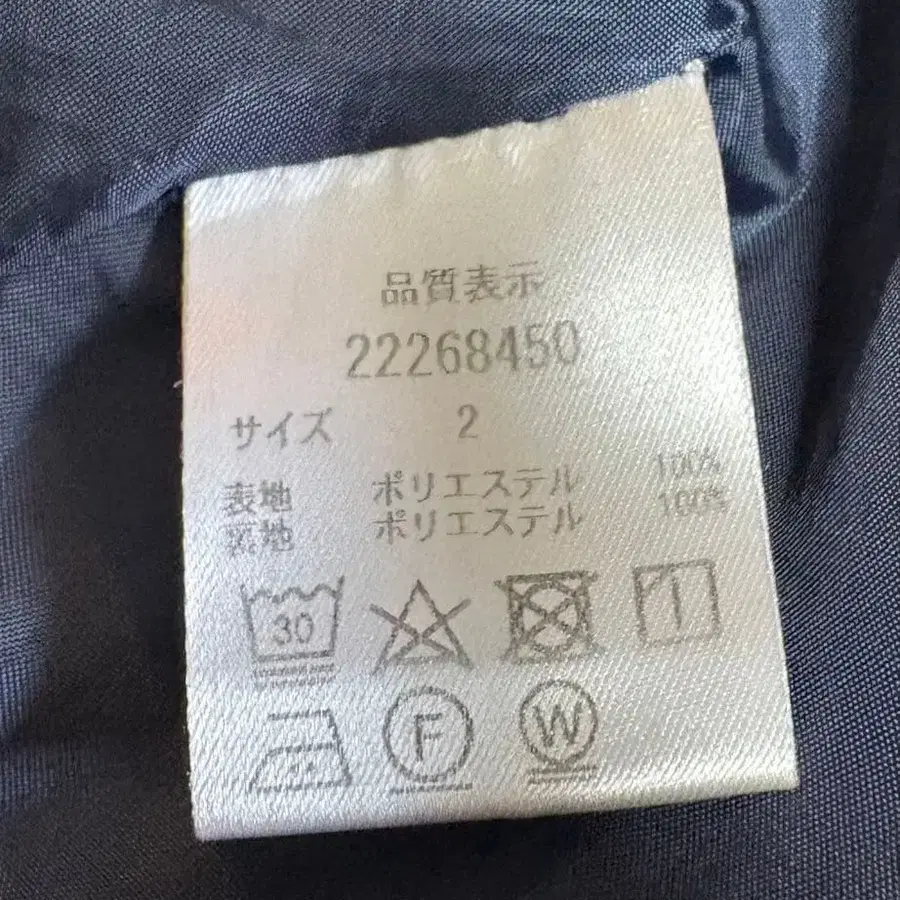 品質表示
22268450
サイズ 2
表地 ポリエステル 100%
裏地 ポリエステル 100%
30
F W